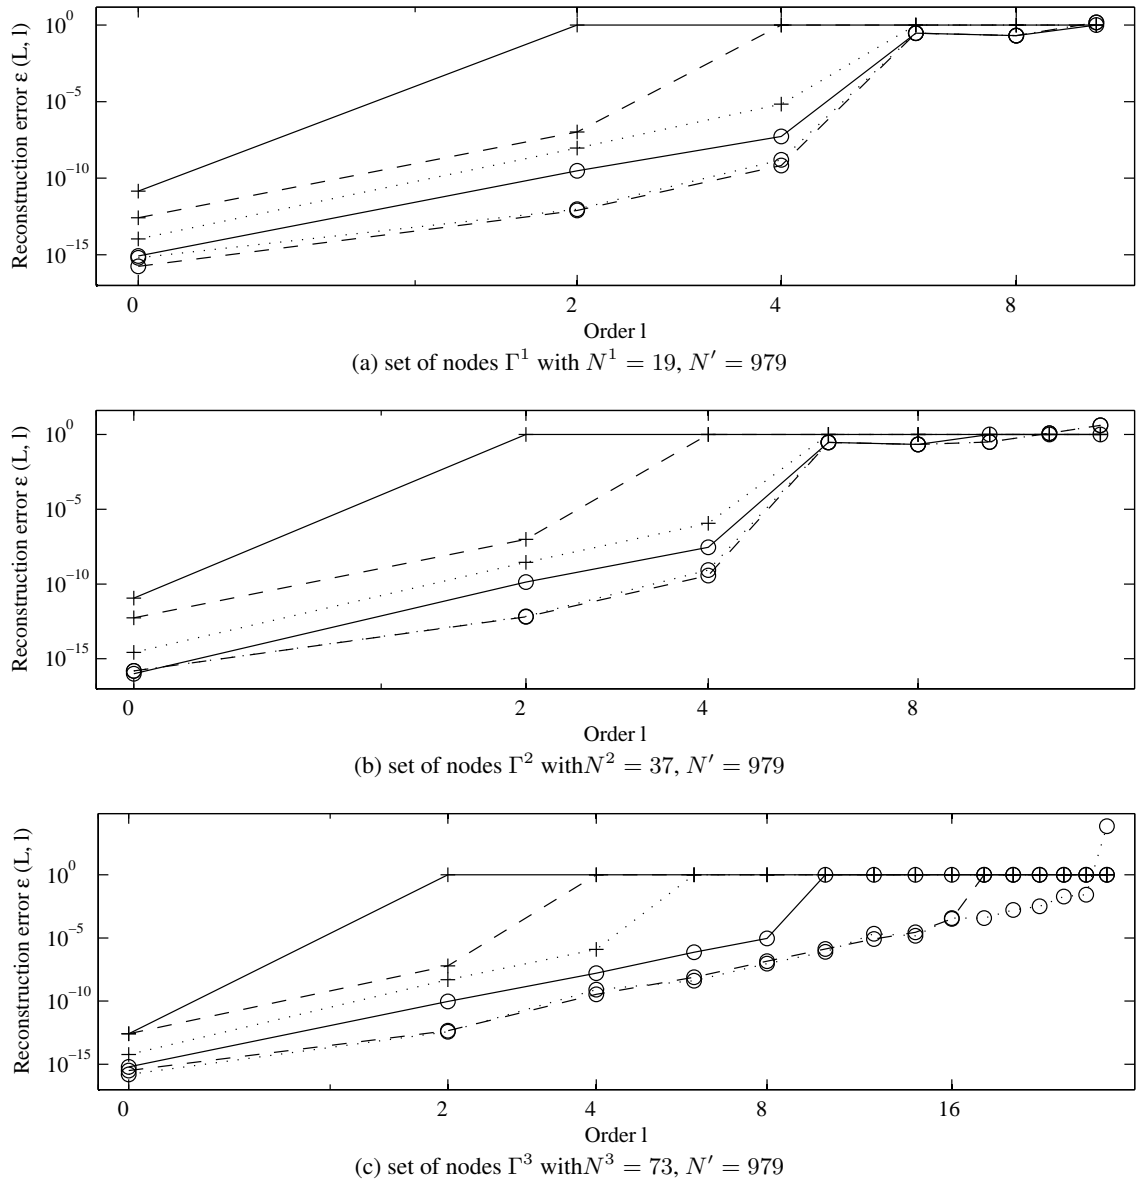 10^0
10^−5
10^−10
10^−15
Reconstruction error ε (L, l)
0 2 4 8
Order l
(a) set of nodes Γ^1 with N^1 = 19, N′ = 979
10^0
10^−5
10^−10
10^−15
Reconstruction error ε (L, l)
0 2 4 8
Order l
(b) set of nodes Γ^2 withN^2 = 37, N′ = 979
10^0
10^−5
10^−10
10^−15
Reconstruction error ε (L, l)
0 2 4 8 16
Order l
(c) set of nodes Γ^3 withN^3 = 73, N′ = 979